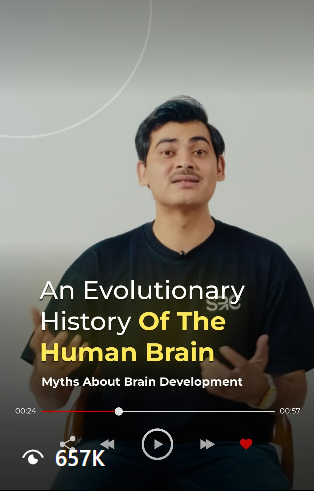 An Evolutionary
History Of The
Human Brain
Myths About Brain Development
00:24 00:57
657K